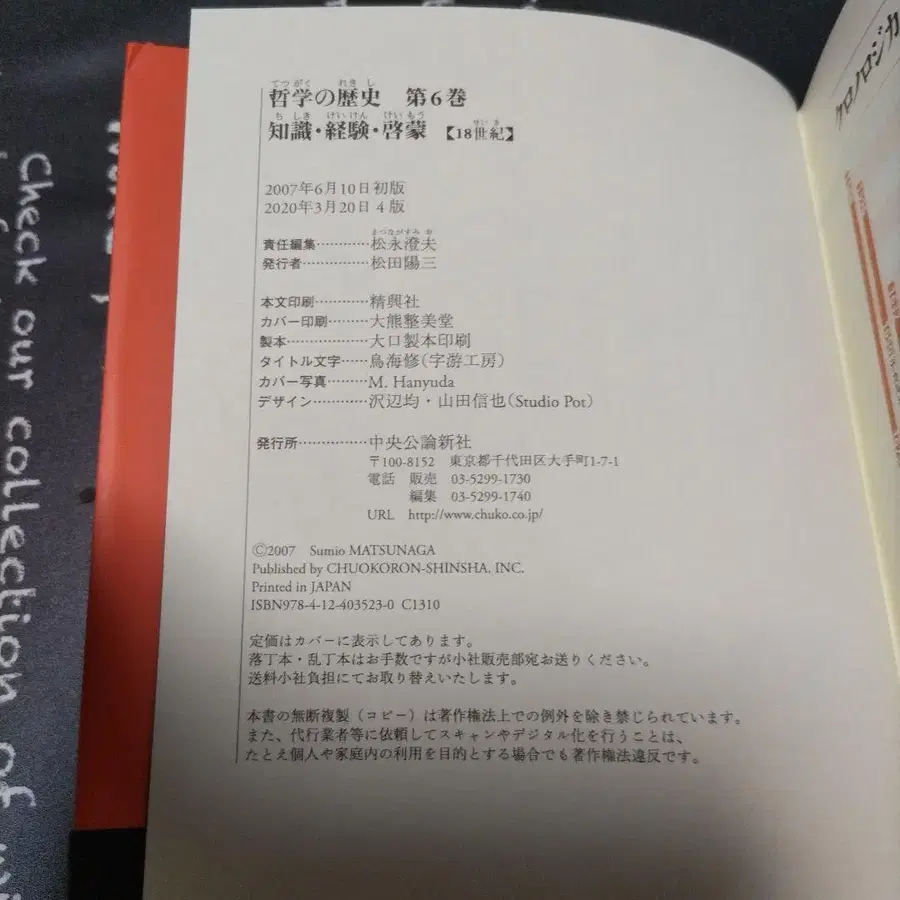 哲学の歴史　第6巻
知識・経験・啓蒙　【18世紀】
2007年6月10日初版
2020年3月20日 4 版
責任編集…………松永澄夫
発行者……………松田陽三
本文印刷…………精興社
カバー印刷………大熊整美堂
製本………………大口製本印刷
タイトル文字……鳥海修(字游工房)
カバー写真………M. Hanyuda
デザイン…………沢辺均・山田信也(Studio Pot)
発行所……………中央公論新社
〒100-8152　東京都千代田区大手町1-7-1
電話　販売　03-5299-1730
編集　03-5299-1740
URL　http://www.chuko.co.jp/
©2007　Sumio MATSUNAGA
Published by CHUOKORON-SHINSHA, INC.
Printed in JAPAN
ISBN978-4-12-403523-0 C1310
定価はカバーに表示してあります。
落丁本・乱丁本はお手数ですが小社販売部宛お送りください。
送料小社負担にてお取り替えいたします。
本書の無断複製（コピー）は著作権法上での例外を除き禁じられています。
また、代行業者等に依頼してスキャンやデジタル化を行うことは、
たとえ個人や家庭内の利用を目的とする場合でも著作権法違反です。
クロノロジカ
Check our collection of